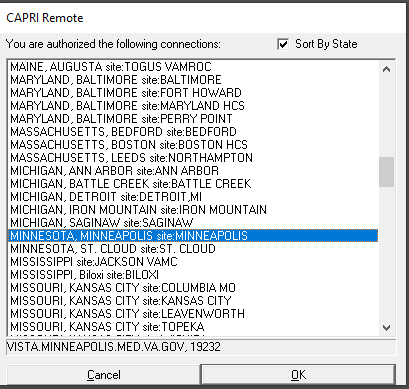 CAPRI Remote
You are authorized the following connections:
Sort By State
MAINE, AUGUSTA site:TOGUS VAMROC
MARYLAND, BALTIMORE site:BALTIMORE
MARYLAND, BALTIMORE site:FORT HOWARD
MARYLAND, BALTIMORE site:MARYLAND HCS
MARYLAND, BALTIMORE site:PERRY POINT
MASSACHUSETTS, BEDFORD site:BEDFORD
MASSACHUSETTS, BOSTON site:BOSTON HCS
MASSACHUSETTS, LEEDS site:NORTHAMPTON
MICHIGAN, ANN ARBOR site:ANN ARBOR
MICHIGAN, BATTLE CREEK site:BATTLE CREEK
MICHIGAN, DETROIT site:DETROIT,MI
MICHIGAN, IRON MOUNTAIN site:IRON MOUNTAIN
MICHIGAN, SAGINAW site:SAGINAW
MINNESOTA, MINNEAPOLIS site:MINNEAPOLIS
MINNESOTA, ST. CLOUD site:ST. CLOUD
MISSISSIPPI site:JACKSON VAMC
MISSISSIPPI, Biloxi site:BILOXI
MISSOURI, KANSAS CITY site:COLUMBIA MO
MISSOURI, KANSAS CITY site:KANSAS CITY
MISSOURI, KANSAS CITY site:LEAVENWORTH
MISSOURI, KANSAS CITY site:TOPEKA
VISTA.MINNEAPOLIS.MED.VA.GOV, 19232
Cancel
OK